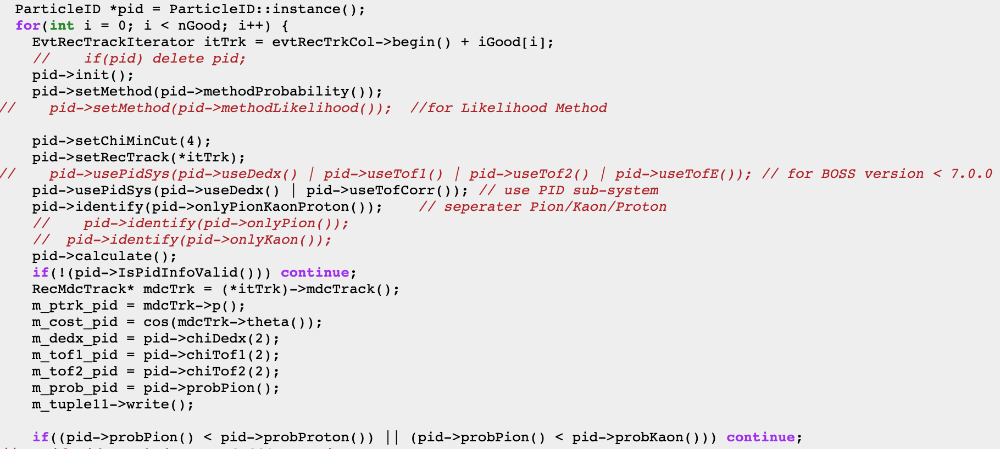 ParticleID *pid = ParticleID::instance();
for(int i = 0; i < nGood; i++) {
EvtRecTrackIterator itTrk = evtRecTrkCol->begin() + iGood[i];
//    if(pid) delete pid;
pid->init();
pid->setMethod(pid->methodProbability());
//    pid->setMethod(pid->methodLikelihood());  //for Likelihood Method
pid->setChiMinCut(4);
pid->setRecTrack(*itTrk);
//    pid->usePidSys(pid->useDedx() | pid->useTof1() | pid->useTof2() | pid->useTofE()); // for BOSS version < 7.0.0
pid->usePidSys(pid->useDedx() | pid->useTofCorr()); // use PID sub-system
pid->identify(pid->onlyPionKaonProton());    // seperater Pion/Kaon/Proton
//    pid->identify(pid->onlyPion());
//  pid->identify(pid->onlyKaon());
pid->calculate();
if(!(pid->IsPidInfoValid())) continue;
RecMdcTrack* mdcTrk = (*itTrk)->mdcTrack();
m_ptrk_pid = mdcTrk->p();
m_cost_pid = cos(mdcTrk->theta());
m_dedx_pid = pid->chiDedx(2);
m_tof1_pid = pid->chiTof1(2);
m_tof2_pid = pid->chiTof2(2);
m_prob_pid = pid->probPion();
m_tuple11->write();
if((pid->probPion() < pid->probProton()) || (pid->probPion() < pid->probKaon())) continue;